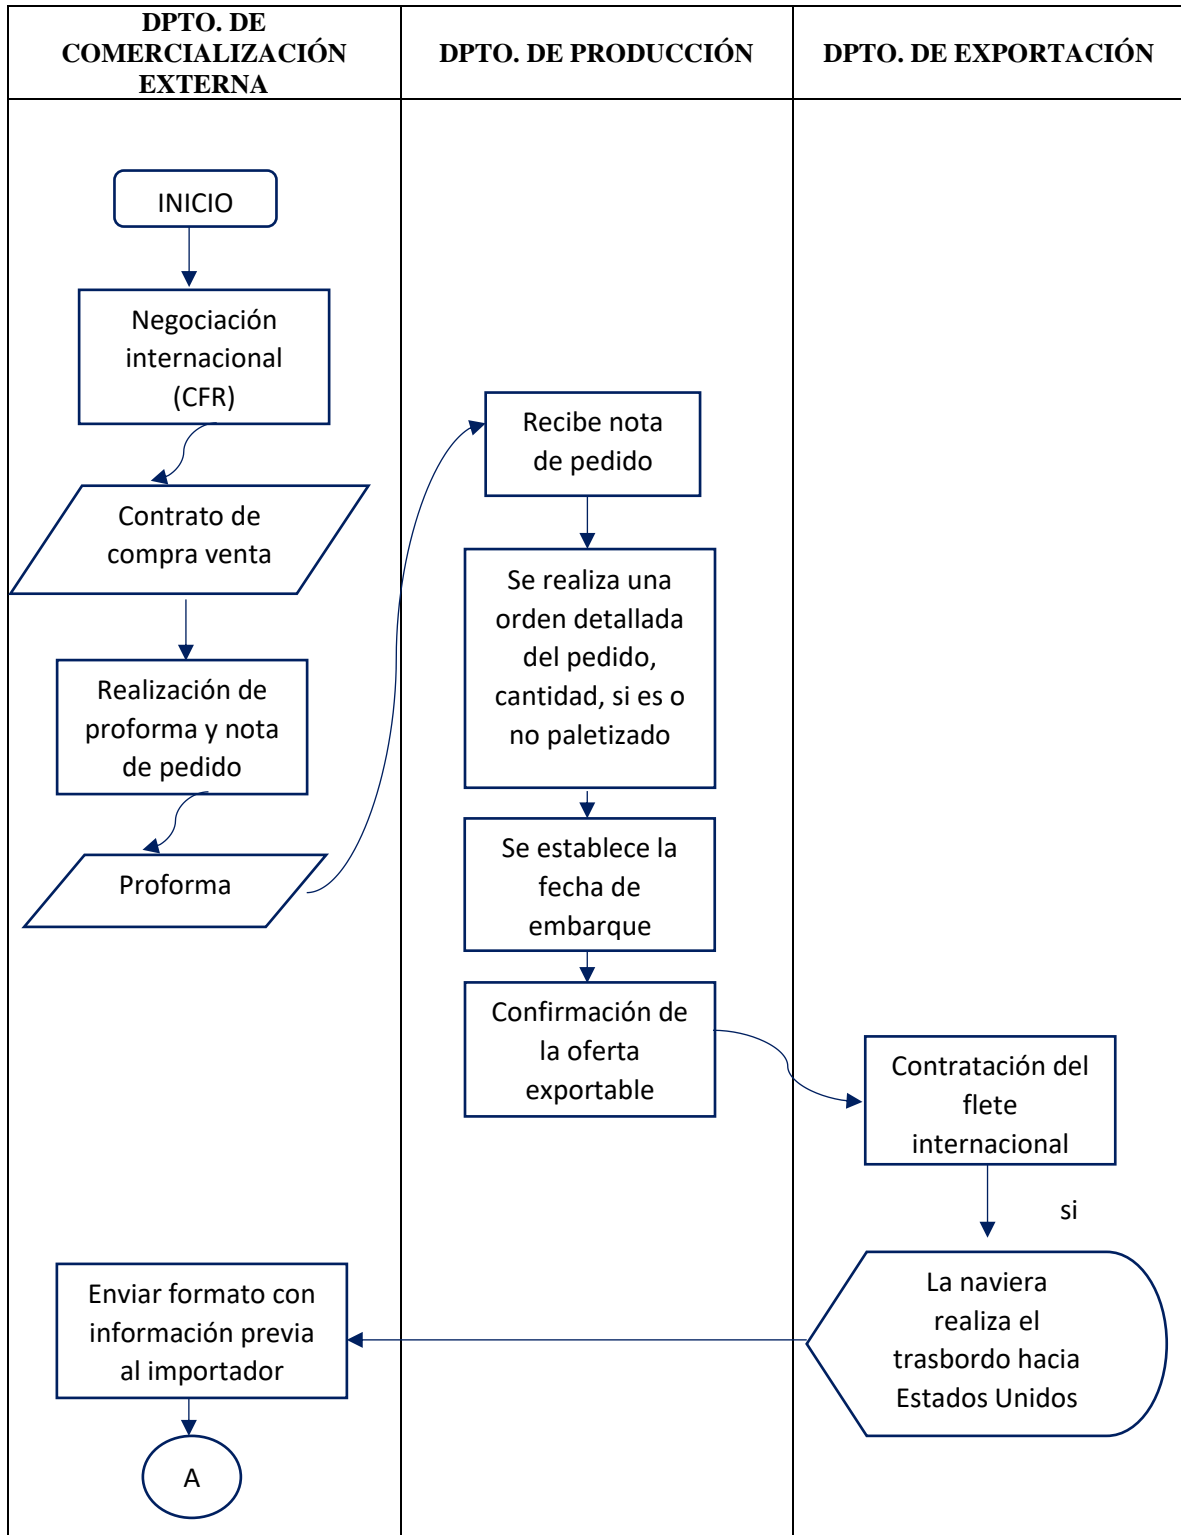 DPTO. DE
COMERCIALIZACIÓN
EXTERNA
DPTO. DE PRODUCCIÓN
DPTO. DE EXPORTACIÓN
INICIO
Negociación
internacional
(CFR)
Contrato de
compra venta
Realización de
proforma y nota
de pedido
Proforma
Recibe nota
de pedido
Se realiza una
orden detallada
del pedido,
cantidad, si es o
no paletizado
Se establece la
fecha de
embarque
Confirmación de
la oferta
exportable
Contratación del
flete
internacional
si
La naviera
realiza el
trasbordo hacia
Estados Unidos
Enviar formato con
información previa
al importador
A